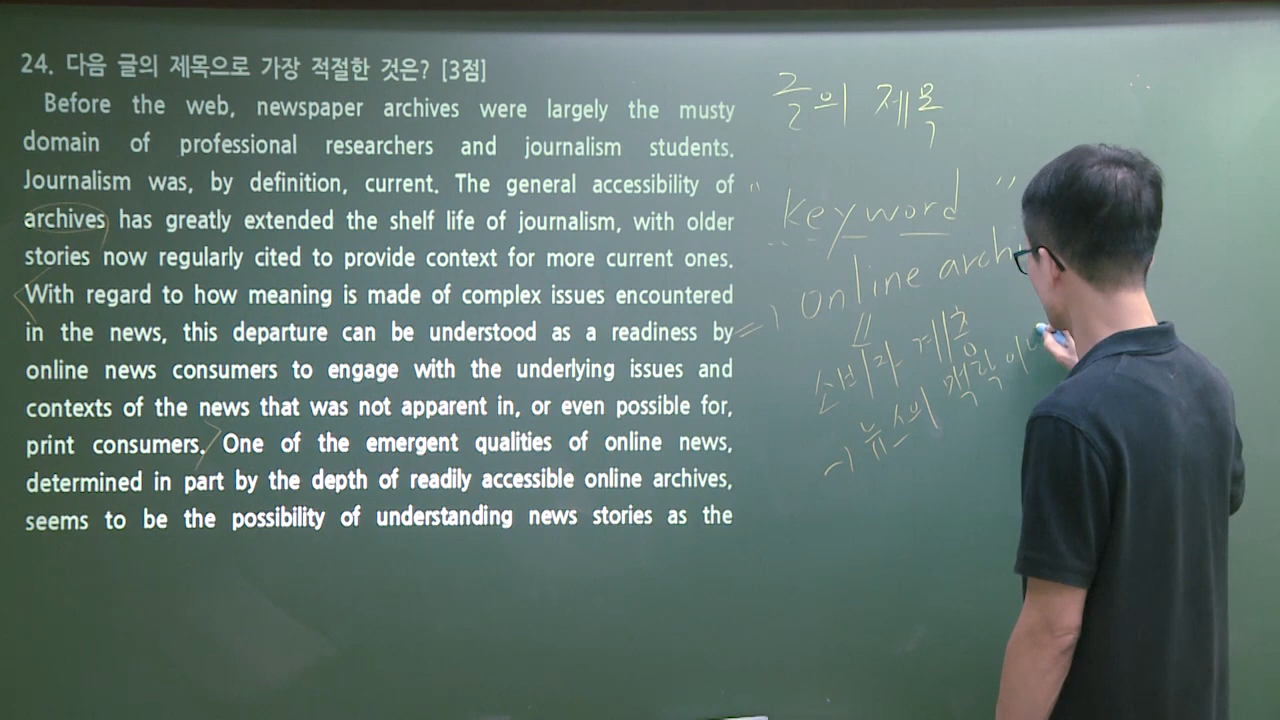 24. 다음 글의 제목으로 가장 적절한 것은? [3점]
Before the web, newspaper archives were largely the musty
domain of professional researchers and journalism students.
Journalism was, by definition, current. The general accessibility of
archives has greatly extended the shelf life of journalism, with older
stories now regularly cited to provide context for more current ones.
With regard to how meaning is made of complex issues encountered
in the news, this departure can be understood as a readiness by
online news consumers to engage with the underlying issues and
contexts of the news that was not apparent in, or even possible for,
print consumers. One of the emergent qualities of online news,
determined in part by the depth of readily accessible online archives,
seems to be the possibility of understanding news stories as the
글의 제목
"keyword"
=) online archi
소비자 계층
뉴스의 맥락 이